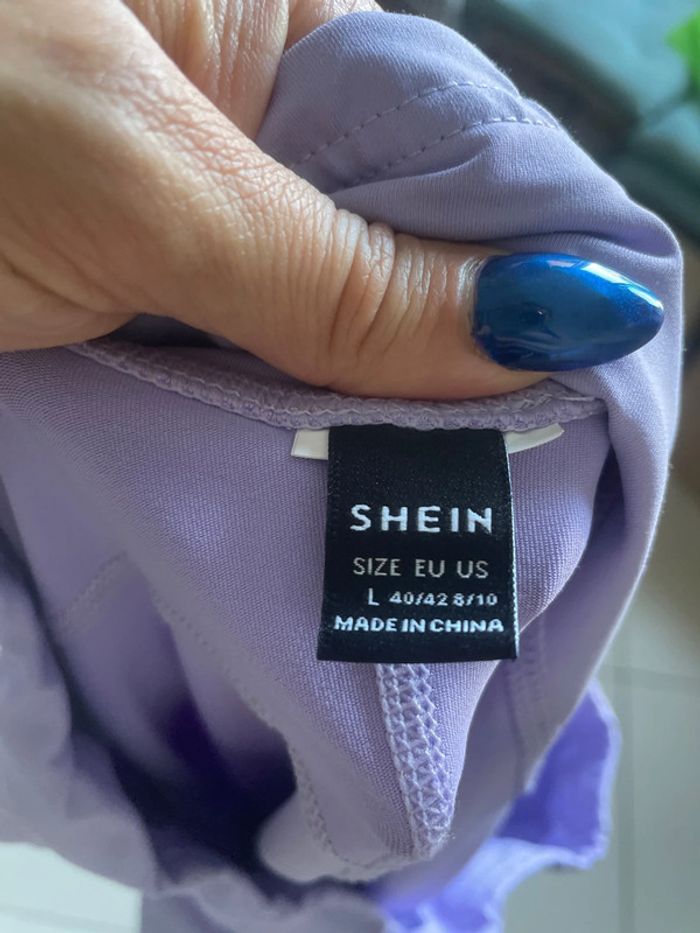 SHEIN
SIZE EU US
L 40/42 8/10
MADE IN CHINA